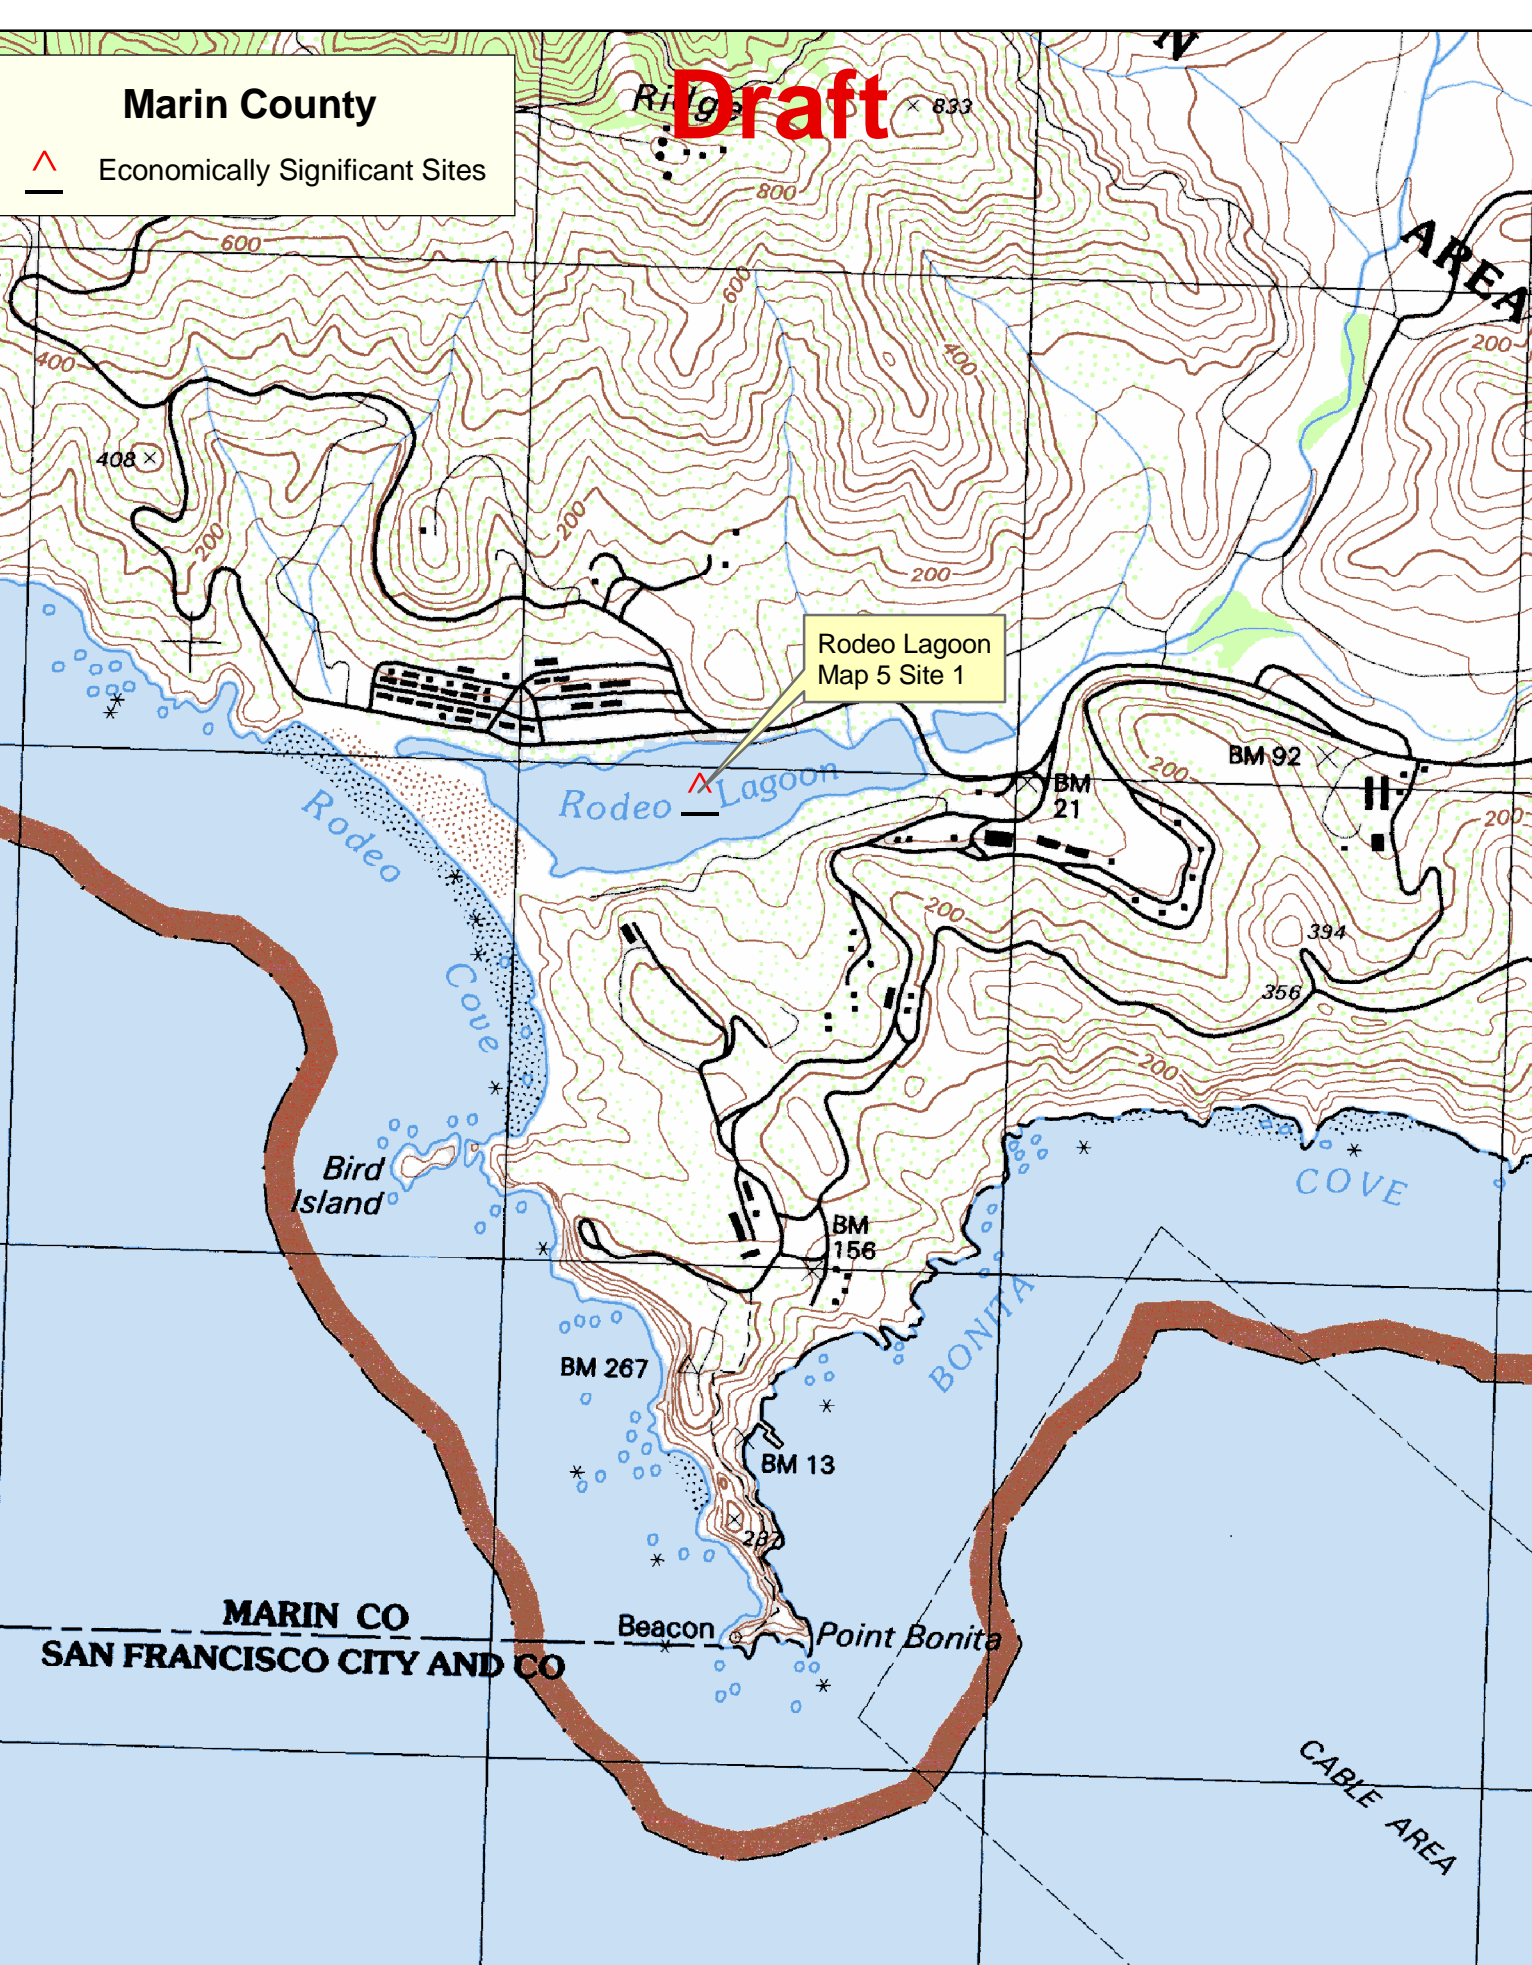 N
Marin County
Draft
Ridge
833
Economically Significant Sites
800
AREA
600
600
200
400
400
408
200
200
200
Rodeo Lagoon
Map 5 Site 1
BM 92
200
Rodeo Lagoon
BM
21
200
Rodeo
Cove
200
394
356
200
Bird
Island
COVE
BM
156
BONITA
BM 267
BM 13
237
MARIN CO
Beacon
Point Bonita
SAN FRANCISCO CITY AND CO
CABLE AREA